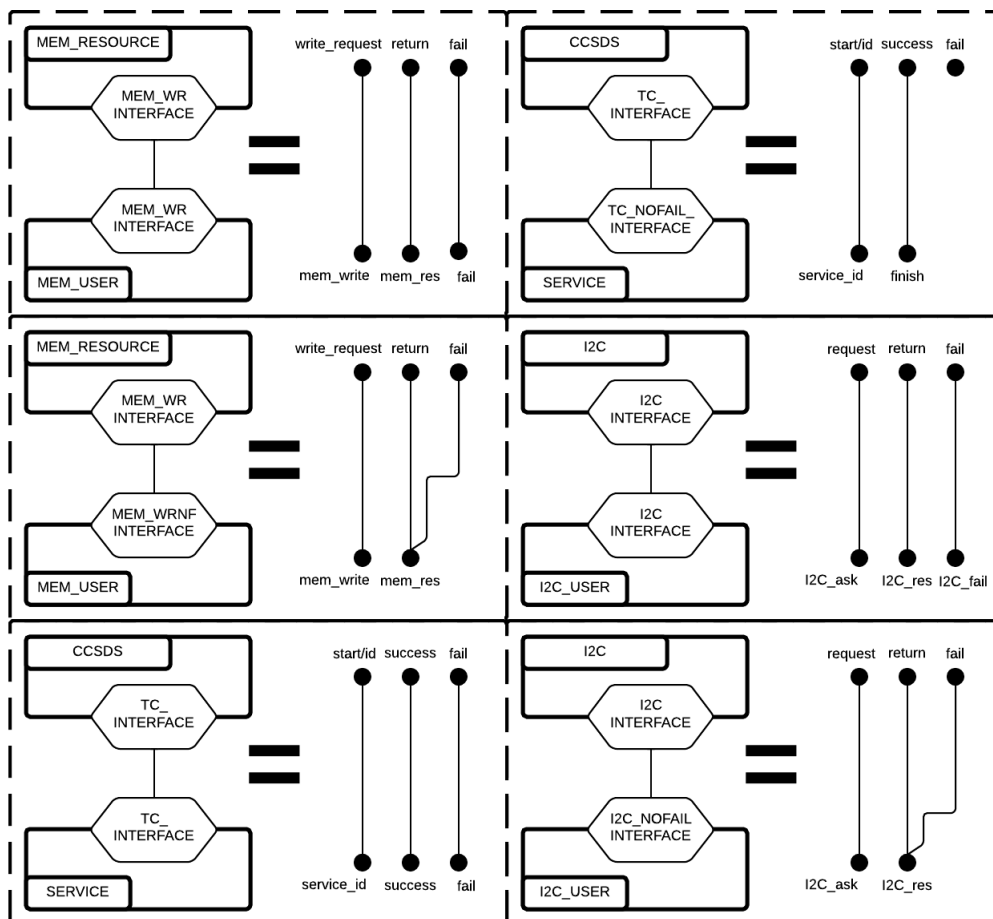 MEM_RESOURCE
write_request return fail
MEM_WR
INTERFACE
MEM_WR
INTERFACE
mem_write mem_res fail
MEM_USER
CCSDS
start/id success fail
TC_
INTERFACE
TC_NOFAIL_
INTERFACE
service_id finish
SERVICE
MEM_RESOURCE
write_request return fail
MEM_WR
INTERFACE
MEM_WRNF
INTERFACE
mem_write mem_res
MEM_USER
I2C
request return fail
I2C
INTERFACE
I2C
INTERFACE
I2C_ask I2C_res I2C_fail
I2C_USER
CCSDS
start/id success fail
TC_
INTERFACE
TC_
INTERFACE
service_id success fail
SERVICE
I2C
request return fail
I2C
INTERFACE
I2C_NOFAIL
INTERFACE
I2C_ask I2C_res
I2C_USER